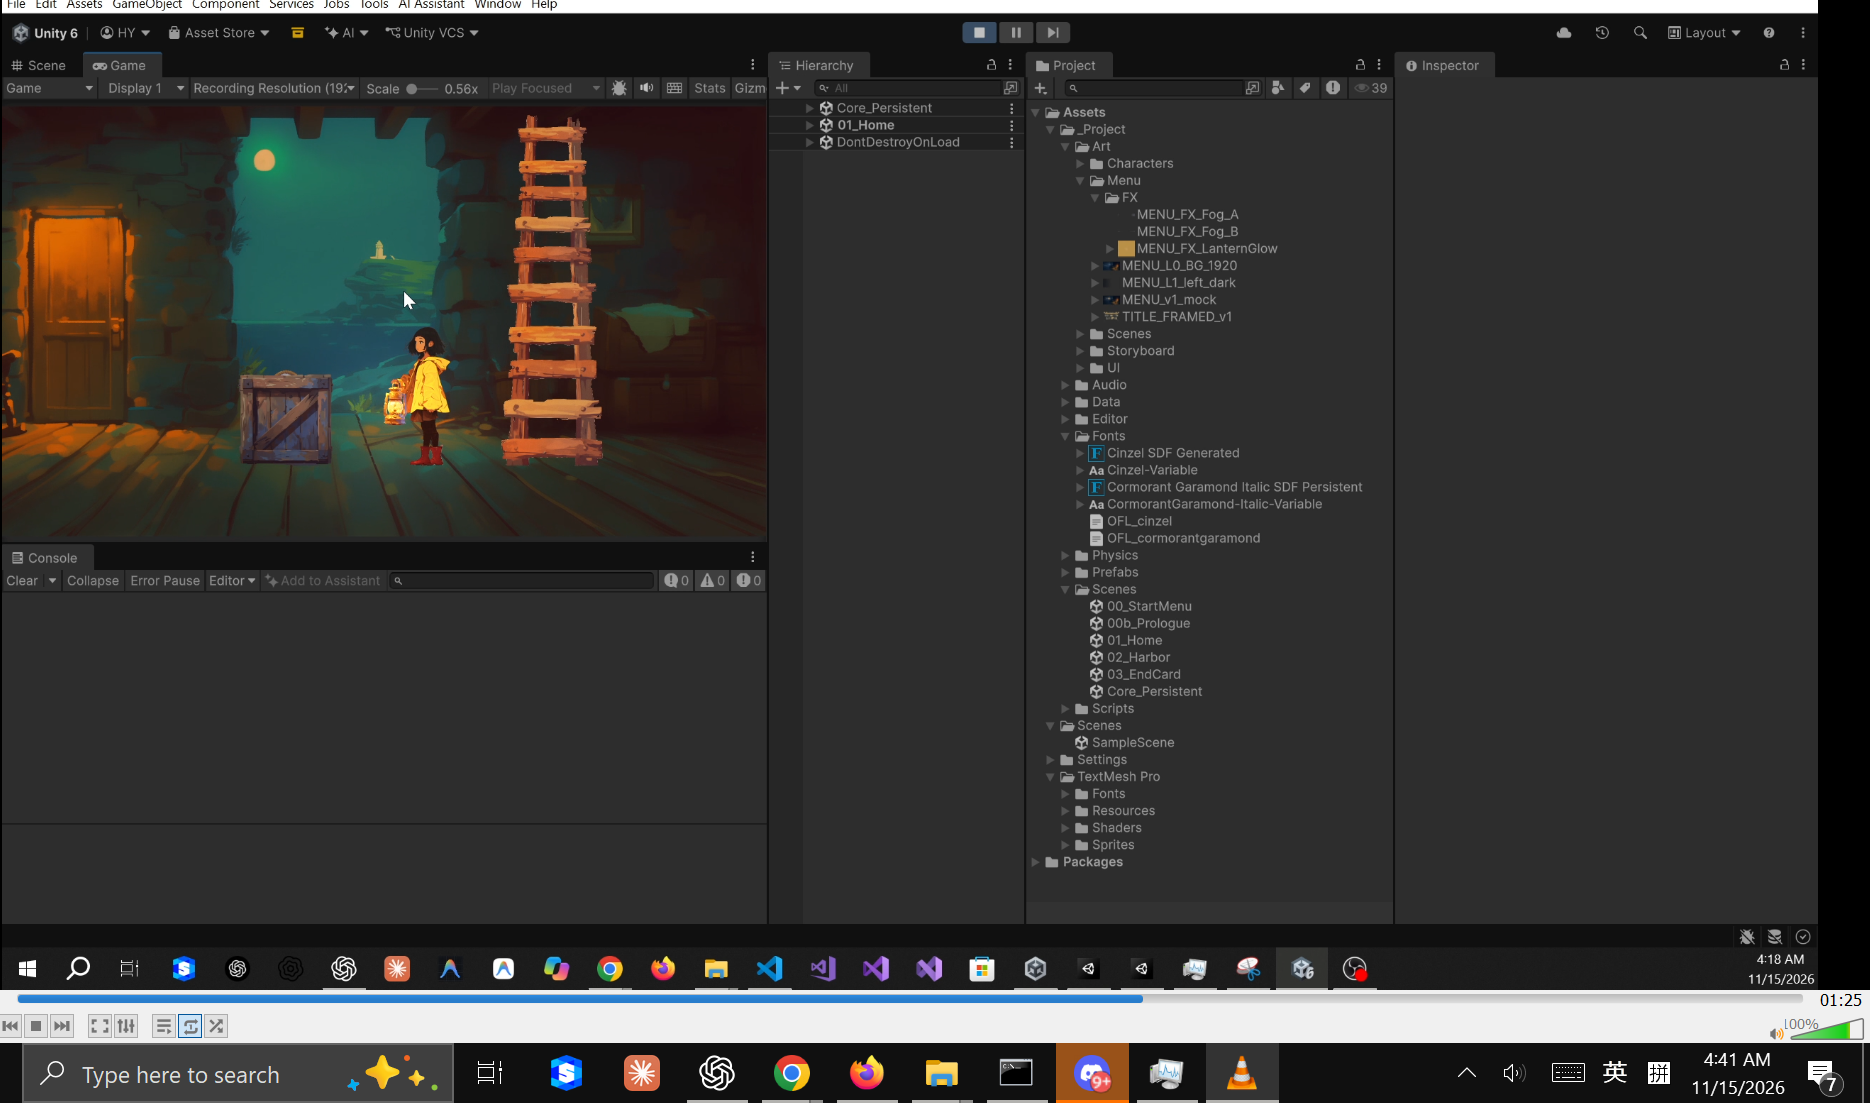 File Edit Assets GameObject Component Services Jobs Tools AI Assistant Window Help
Unity 6 HY Asset Store AI Unity VCS Layout
Scene Game
Game Display 1 Recording Resolution (192 Scale 0.56x Play Focused Stats Gizm
Hierarchy
All
Core_Persistent
01_Home
DontDestroyOnLoad
Project
39
Assets
_Project
Art
Characters
Menu
FX
MENU_FX_Fog_A
MENU_FX_Fog_B
MENU_FX_LanternGlow
MENU_L0_BG_1920
MENU_L1_left_dark
MENU_v1_mock
TITLE_FRAMED_v1
Scenes
Storyboard
UI
Audio
Data
Editor
Fonts
Cinzel SDF Generated
Cinzel-Variable
Cormorant Garamond Italic SDF Persistent
CormorantGaramond-Italic-Variable
OFL_cinzel
OFL_cormorantgaramond
Physics
Prefabs
Scenes
00_StartMenu
00b_Prologue
01_Home
02_Harbor
03_EndCard
Core_Persistent
Scripts
Scenes
SampleScene
Settings
TextMesh Pro
Fonts
Resources
Shaders
Sprites
Packages
Inspector
Console
Clear Collapse Error Pause Editor Add to Assistant 0 0 0
4:18 AM
11/15/2026
01:25
100%
Type here to search
9+
英 拼
4:41 AM
11/15/2026
7